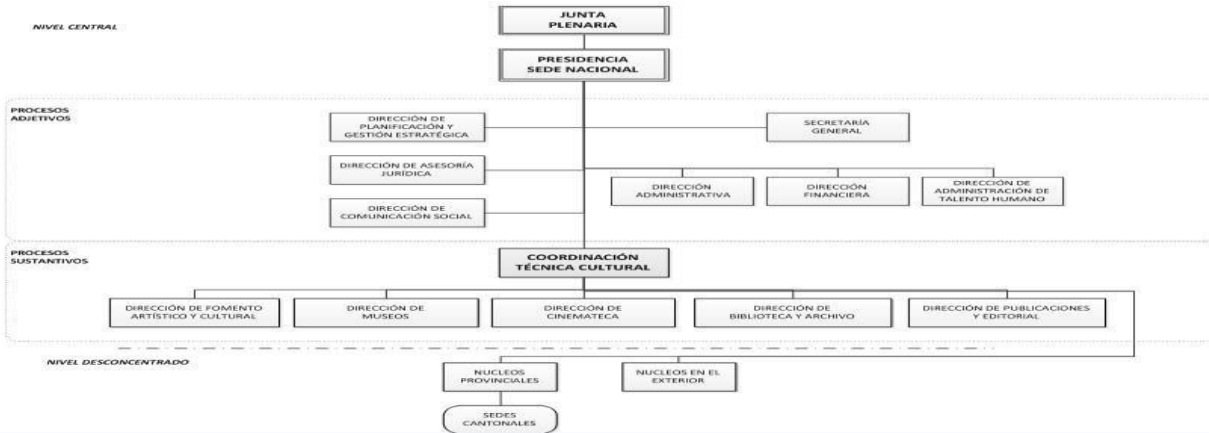 JUNTA
PLENARIA
NIVEL CENTRAL
PRESIDENCIA
SEDE NACIONAL
PROCESOS
ADJETIVOS
DIRECCIÓN DE
PLANIFICACIÓN Y
GESTIÓN ESTRATÉGICA
SECRETARÍA
GENERAL
DIRECCIÓN DE ASESORÍA
JURÍDICA
DIRECCIÓN
ADMINISTRATIVA
DIRECCIÓN
FINANCIERA
DIRECCIÓN DE
ADMINISTRACIÓN DE
TALENTO HUMANO
DIRECCIÓN DE
COMUNICACIÓN SOCIAL
PROCESOS
SUSTANTIVOS
COORDINACIÓN
TÉCNICA CULTURAL
DIRECCIÓN DE FOMENTO
ARTÍSTICO Y CULTURAL
DIRECCIÓN DE
MUSEOS
DIRECCIÓN DE
CINEMATECA
DIRECCIÓN DE
BIBLIOTECA Y ARCHIVO
DIRECCIÓN DE PUBLICACIONES
Y EDITORIAL
NIVEL DESCONCENTRADO
NUCLEOS
PROVINCIALES
NUCLEOS EN EL
EXTERIOR
SEDES
CANTONALES